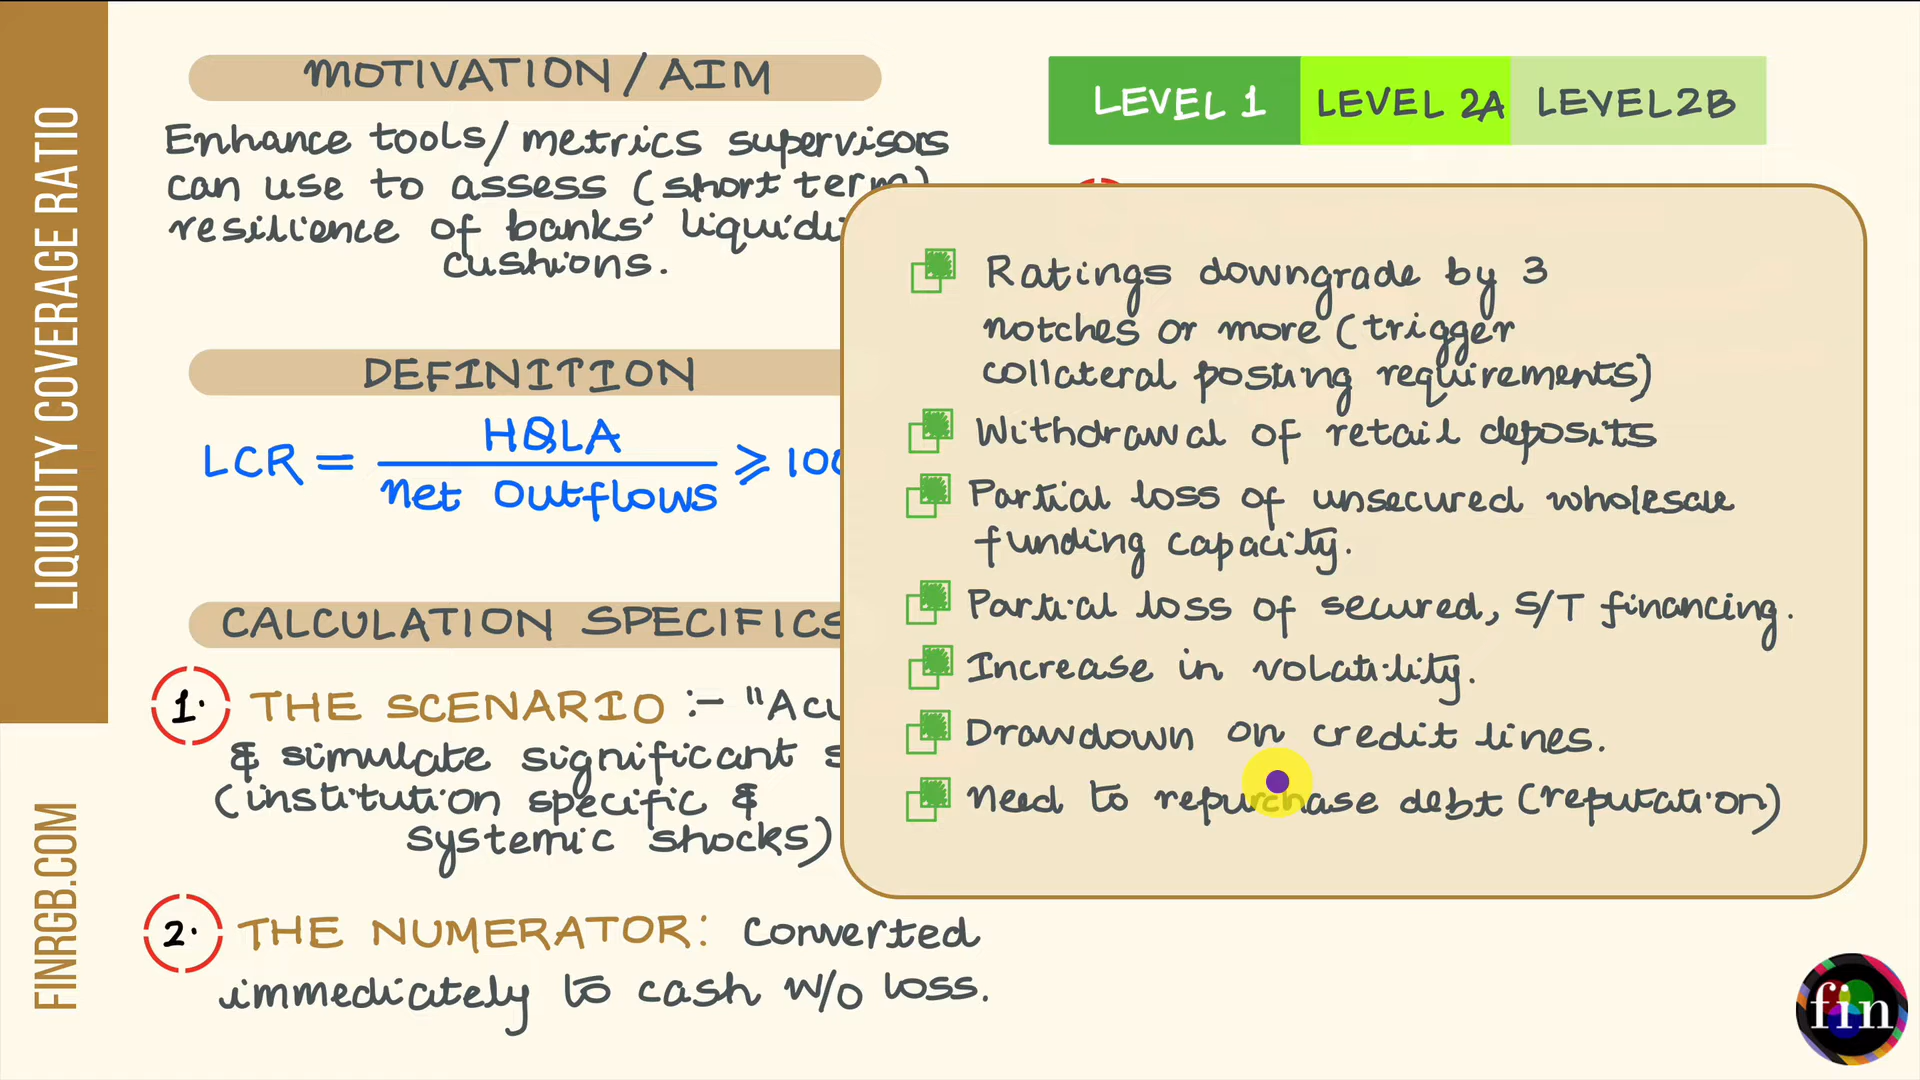 LIQUIDITY COVERAGE RATIO
FINRGB.COM
MOTIVATION / AIM
Enhance tools/metrics supervisors
can use to assess (short term)
resilience of banks'
cushions.
DEFINITION
LCR = HQLA / net outflows ⩾ 100
CALCULATION SPECIFICS
1. THE SCENARIO :- "Acu
& simulate significant s
(institution specific &
systemic shocks)
2. THE NUMERATOR: Converted
immediately to cash w/o loss.
LEVEL 1 LEVEL 2A LEVEL2B
Ratings downgrade by 3
notches or more (trigger
collateral posting requirements)
Withdrawal of retail deposits
Partial loss of unsecured wholesale
funding capacity.
Partial loss of secured, S/T financing.
Increase in volatility.
Drawdown on credit lines.
Need to repurchase debt (reputation)
fin